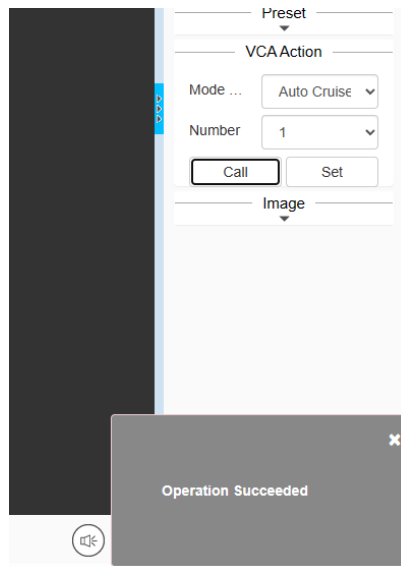 Preset
VCA Action
Mode ...
Auto Cruise
Number
1
Call
Set
Image
Operation Succeeded